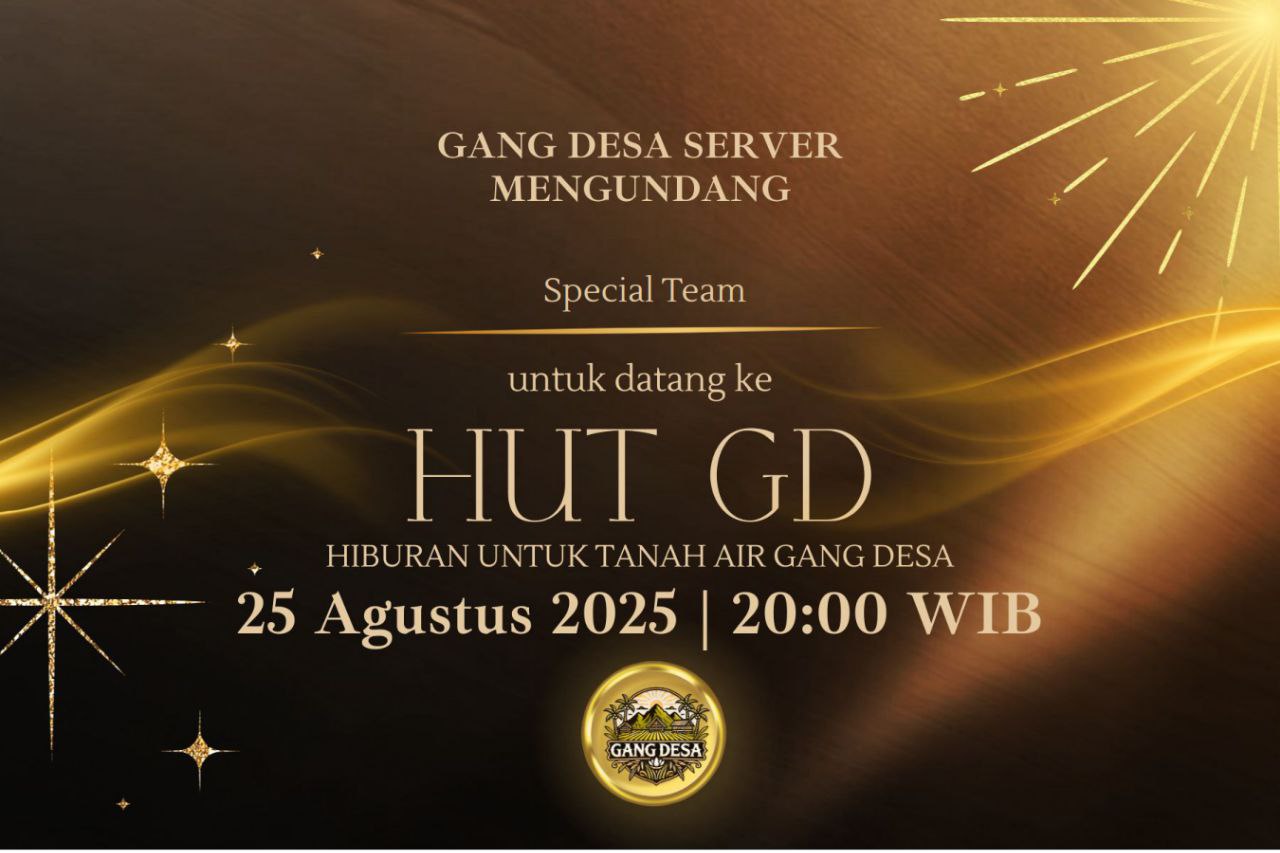 GANG DESA SERVER
MENGUNDANG
Special Team
untuk datang ke
HUT GD
HIBURAN UNTUK TANAH AIR GANG DESA
25 Agustus 2025 | 20:00 WIB
GANG DESA